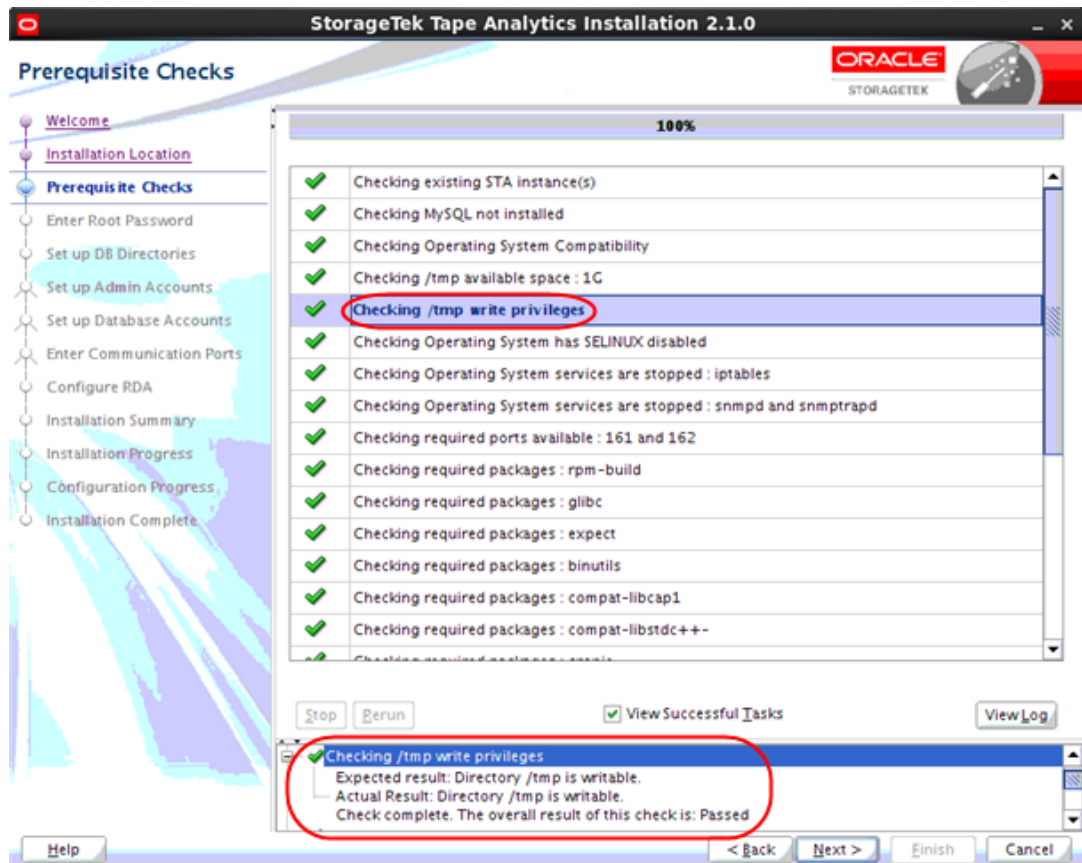 StorageTek Tape Analytics Installation 2.1.0
Prerequisite Checks
ORACLE
STORAGETEK
Welcome
Installation Location
Prerequisite Checks
Enter Root Password
Set up DB Directories
Set up Admin Accounts
Set up Database Accounts
Enter Communication Ports
Configure RDA
Installation Summary
Installation Progress
Configuration Progress
Installation Complete
100%
Checking existing STA instance(s)
Checking MySQL not installed
Checking Operating System Compatibility
Checking /tmp available space : 1G
Checking /tmp write privileges
Checking Operating System has SELINUX disabled
Checking Operating System services are stopped : iptables
Checking Operating System services are stopped : snmpd and snmptrapd
Checking required ports available : 161 and 162
Checking required packages : rpm-build
Checking required packages : glibc
Checking required packages : expect
Checking required packages : binutils
Checking required packages : compat-libcap1
Checking required packages : compat-libstdc++-
Stop Rerun View Successful Tasks View Log
Checking /tmp write privileges
Expected result: Directory /tmp is writable.
Actual Result: Directory /tmp is writable.
Check complete. The overall result of this check is: Passed
Help < Back Next > Finish Cancel